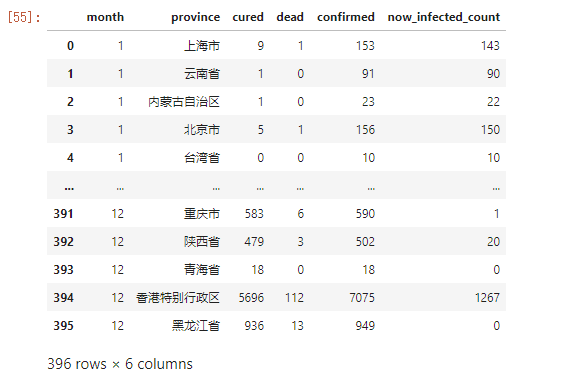 [55]:
month province cured dead confirmed now_infected_count
0 1 上海市 9 1 153 143
1 1 云南省 1 0 91 90
2 1 内蒙古自治区 1 0 23 22
3 1 北京市 5 1 156 150
4 1 台湾省 0 0 10 10
... ... ... ... ... ... ...
391 12 重庆市 583 6 590 1
392 12 陕西省 479 3 502 20
393 12 青海省 18 0 18 0
394 12 香港特别行政区 5696 112 7075 1267
395 12 黑龙江省 936 13 949 0
396 rows × 6 columns